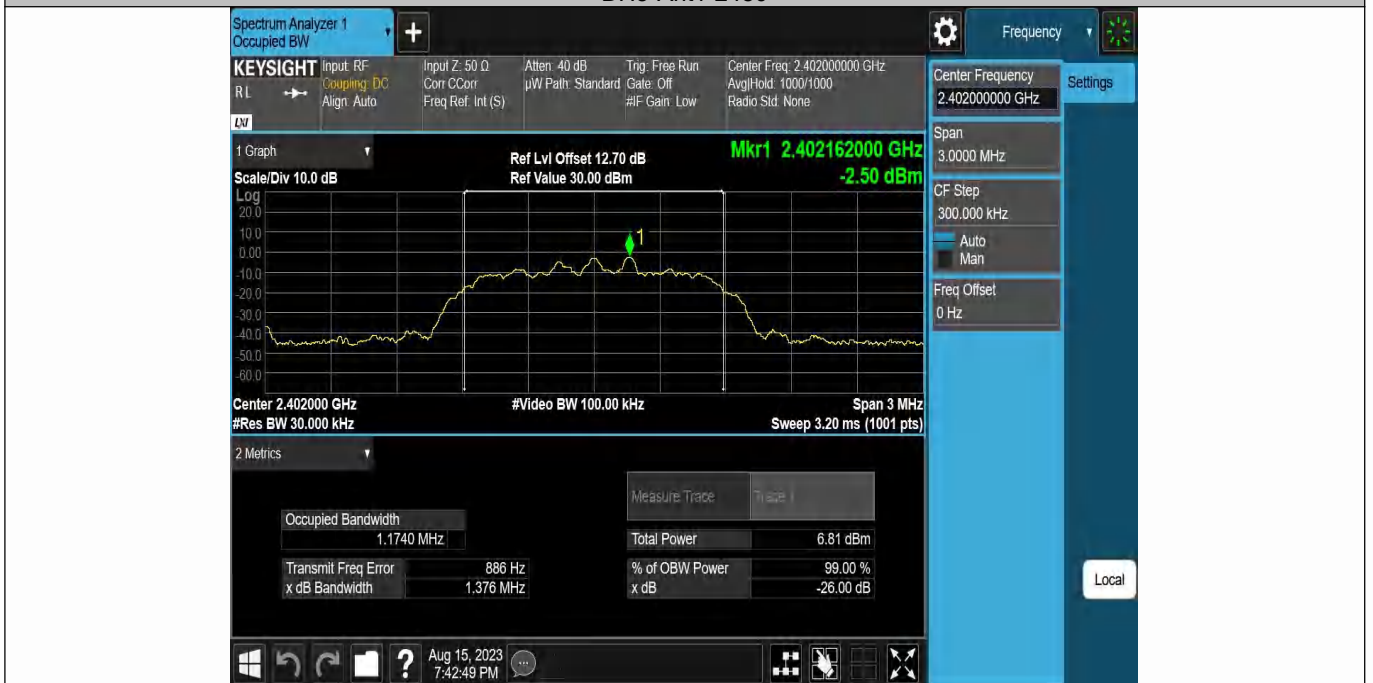 Spectrum Analyzer 1
Occupied BW
+
Frequency
KEYSIGHT
RL
LXI
Input: RF
Coupling: DC
Align: Auto
Input Z: 50 Ω
Corr CCorr
Freq Ref: Int (S)
Atten: 40 dB
µW Path: Standard
Trig: Free Run
Gate: Off
#IF Gain: Low
Center Freq: 2.402000000 GHz
Avg|Hold: 1000/1000
Radio Std: None
Center Frequency
2.402000000 GHz
Settings
Span
3.0000 MHz
CF Step
300.000 kHz
Auto
Man
Freq Offset
0 Hz
Local
1 Graph
Scale/Div 10.0 dB
Ref Lvl Offset 12.70 dB
Ref Value 30.00 dBm
Mkr1 2.402162000 GHz
-2.50 dBm
Log
20.0
10.0
0.00
-10.0
-20.0
-30.0
-40.0
-50.0
-60.0
1
Center 2.402000 GHz
#Res BW 30.000 kHz
#Video BW 100.00 kHz
Span 3 MHz
Sweep 3.20 ms (1001 pts)
2 Metrics
Measure Trace
Trace 1
Occupied Bandwidth
1.1740 MHz
Total Power
6.81 dBm
Transmit Freq Error
886 Hz
% of OBW Power
99.00 %
x dB Bandwidth
1.376 MHz
x dB
-26.00 dB
?
Aug 15, 2023
7:42:49 PM